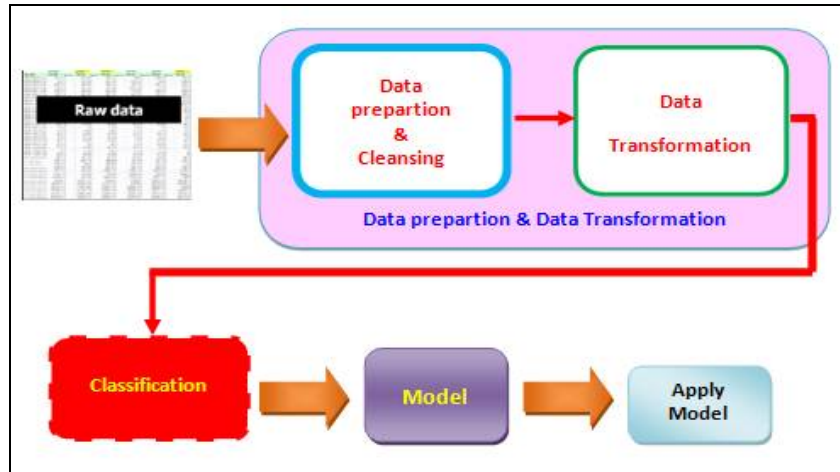 Raw data
Data
prepartion
&
Cleansing
Data
Transformation
Data prepartion & Data Transformation
Classification
Model
Apply
Model